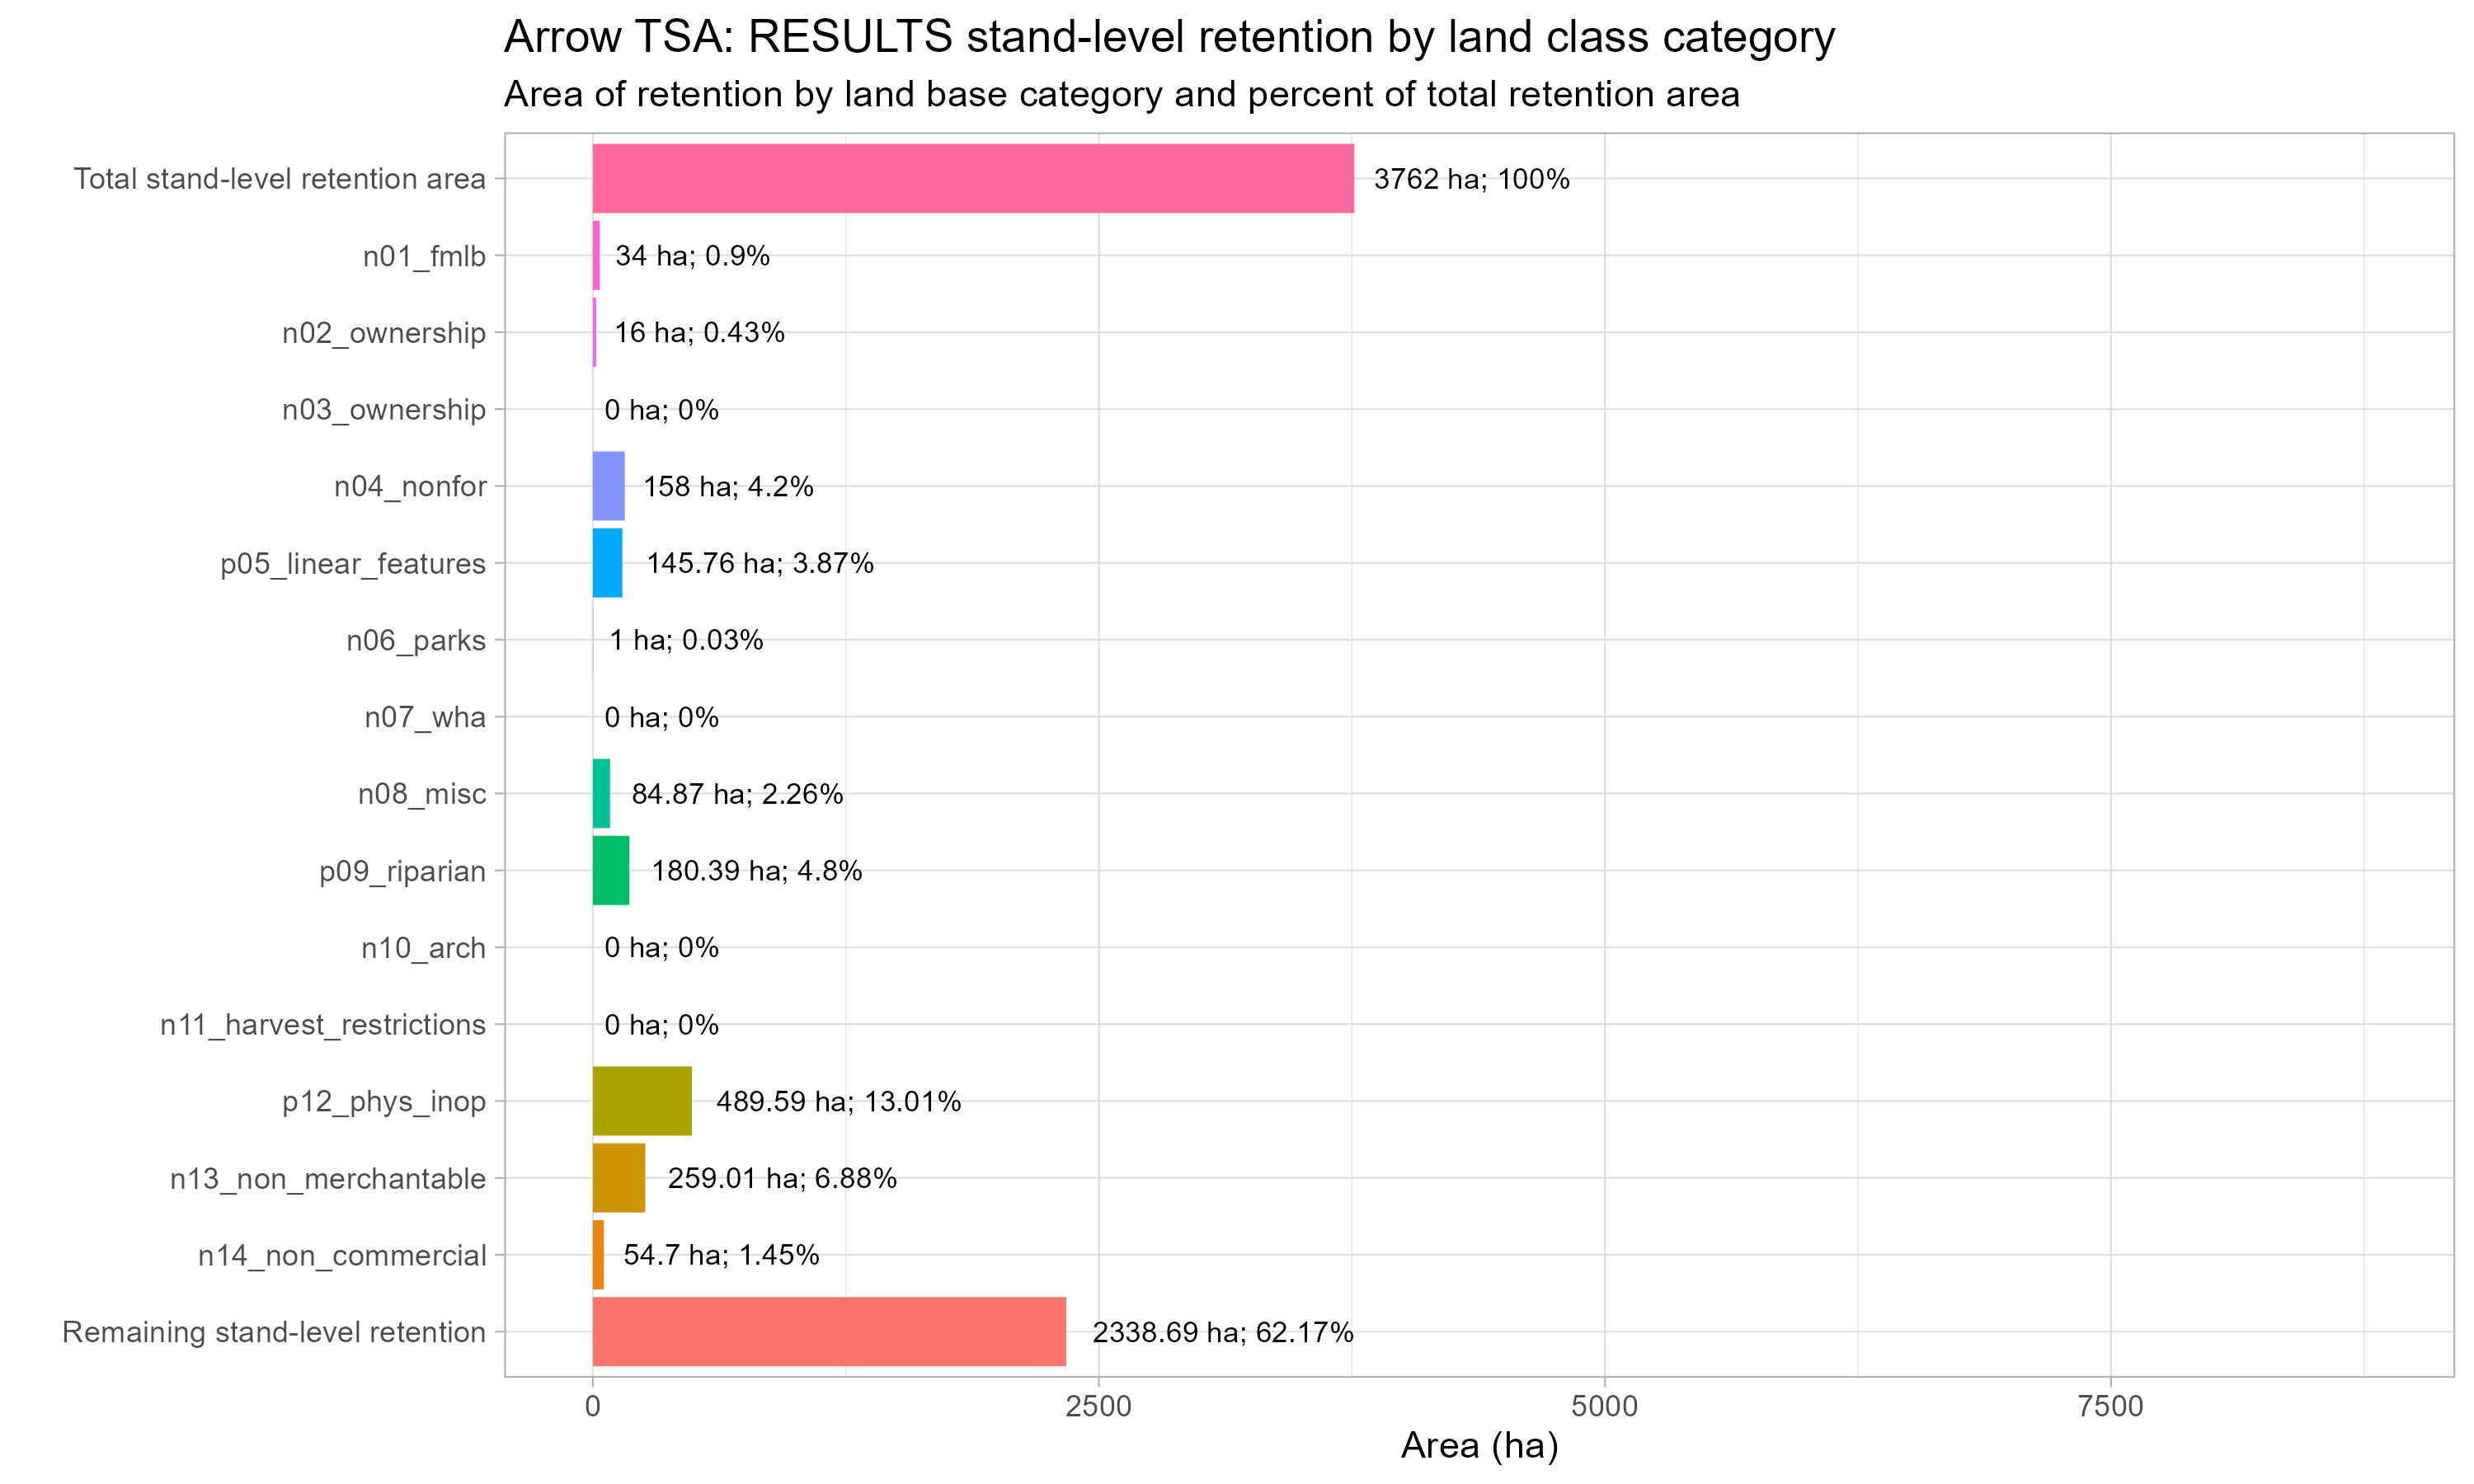 Arrow TSA: RESULTS stand-level retention by land class category
Area of retention by land base category and percent of total retention area
Total stand-level retention area 3762 ha; 100%
n01_fmlb 34 ha; 0.9%
n02_ownership 16 ha; 0.43%
n03_ownership 0 ha; 0%
n04_nonfor 158 ha; 4.2%
p05_linear_features 145.76 ha; 3.87%
n06_parks 1 ha; 0.03%
n07_wha 0 ha; 0%
n08_misc 84.87 ha; 2.26%
p09_riparian 180.39 ha; 4.8%
n10_arch 0 ha; 0%
n11_harvest_restrictions 0 ha; 0%
p12_phys_inop 489.59 ha; 13.01%
n13_non_merchantable 259.01 ha; 6.88%
n14_non_commercial 54.7 ha; 1.45%
Remaining stand-level retention 2338.69 ha; 62.17%
0 2500 5000 7500
Area (ha)